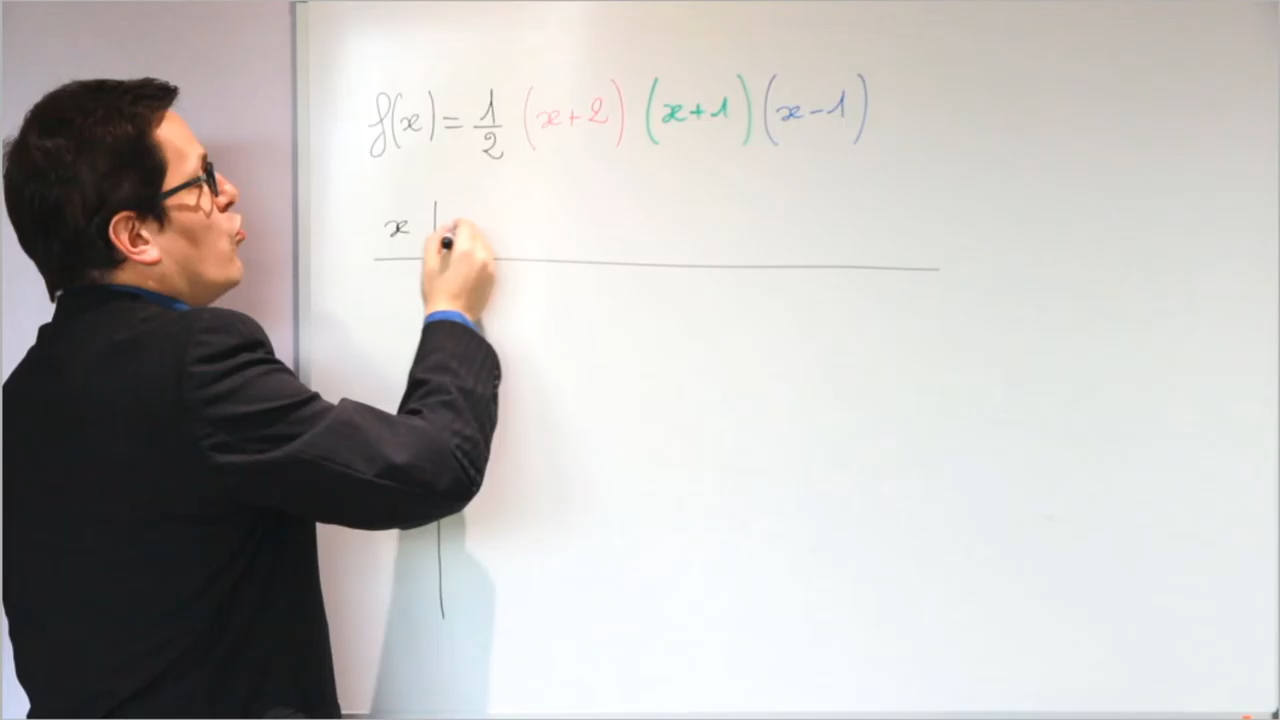 f(x) = 1/2 (x+2) (x+1) (x-1)
x